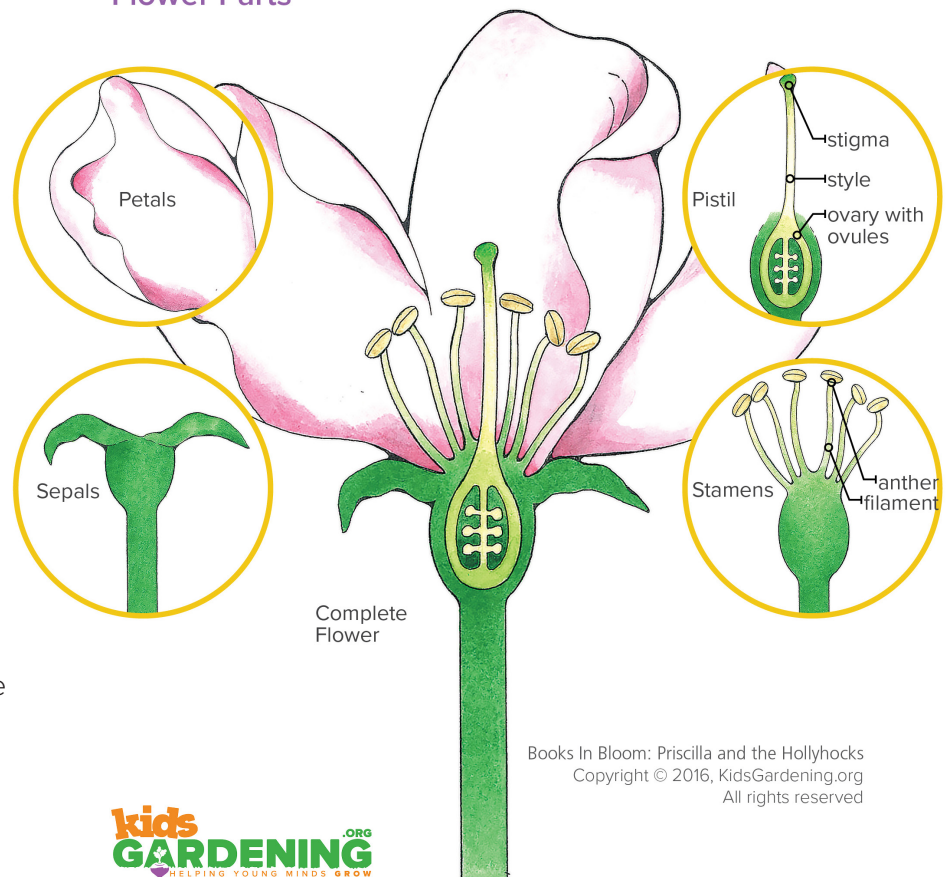 Flower Parts
Petals
Pistil
stigma
style
ovary with
ovules
Sepals
Stamens
anther
filament
Complete
Flower
e
Books In Bloom: Priscilla and the Hollyhocks
Copyright © 2016, KidsGardening.org
All rights reserved
kids
GARDENING.ORG
HELPING YOUNG MINDS GROW